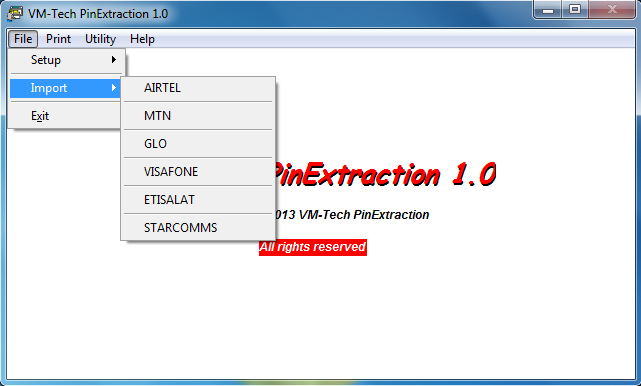 VM-Tech PinExtraction 1.0
File Print Utility Help
Setup
Import
Exit
AIRTEL
MTN
GLO
VISAFONE
ETISALAT
STARCOMMS
PinExtraction 1.0
2013 VM-Tech PinExtraction
All rights reserved